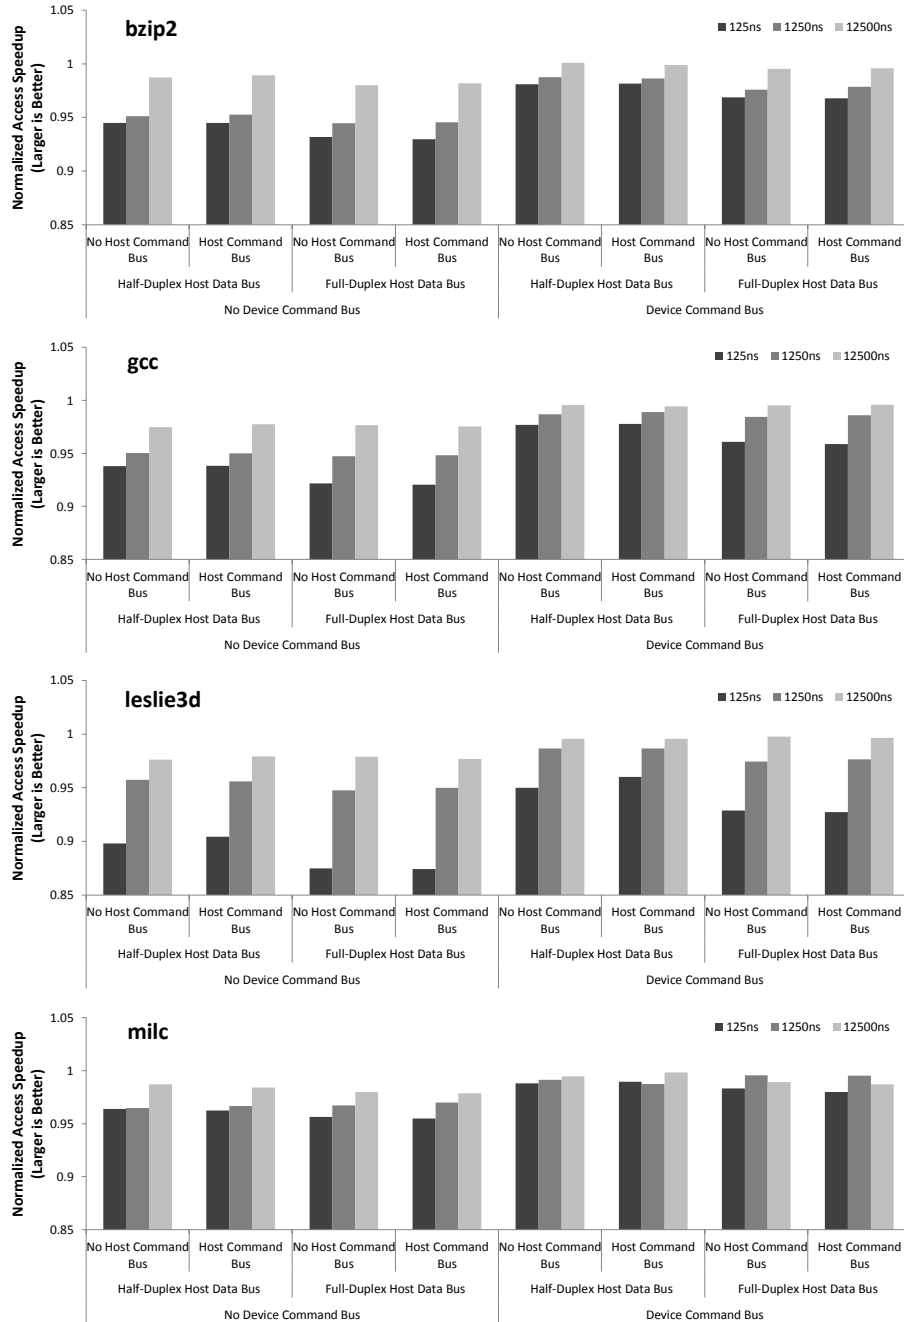 Normalized Access Speedup
(Larger is Better)
bzip2
125ns 1250ns 12500ns
1.05
1
0.95
0.9
0.85
No Host Command Bus
Host Command Bus
No Host Command Bus
Host Command Bus
No Host Command Bus
Host Command Bus
No Host Command Bus
Host Command Bus
Half-Duplex Host Data Bus
Full-Duplex Host Data Bus
Half-Duplex Host Data Bus
Full-Duplex Host Data Bus
No Device Command Bus
Device Command Bus
Normalized Access Speedup
(Larger is Better)
gcc
125ns 1250ns 12500ns
1.05
1
0.95
0.9
0.85
No Host Command Bus
Host Command Bus
No Host Command Bus
Host Command Bus
No Host Command Bus
Host Command Bus
No Host Command Bus
Host Command Bus
Half-Duplex Host Data Bus
Full-Duplex Host Data Bus
Half-Duplex Host Data Bus
Full-Duplex Host Data Bus
No Device Command Bus
Device Command Bus
Normalized Access Speedup
(Larger is Better)
leslie3d
125ns 1250ns 12500ns
1.05
1
0.95
0.9
0.85
No Host Command Bus
Host Command Bus
No Host Command Bus
Host Command Bus
No Host Command Bus
Host Command Bus
No Host Command Bus
Host Command Bus
Half-Duplex Host Data Bus
Full-Duplex Host Data Bus
Half-Duplex Host Data Bus
Full-Duplex Host Data Bus
No Device Command Bus
Device Command Bus
Normalized Access Speedup
(Larger is Better)
milc
125ns 1250ns 12500ns
1.05
1
0.95
0.9
0.85
No Host Command Bus
Host Command Bus
No Host Command Bus
Host Command Bus
No Host Command Bus
Host Command Bus
No Host Command Bus
Host Command Bus
Half-Duplex Host Data Bus
Full-Duplex Host Data Bus
Half-Duplex Host Data Bus
Full-Duplex Host Data Bus
No Device Command Bus
Device Command Bus